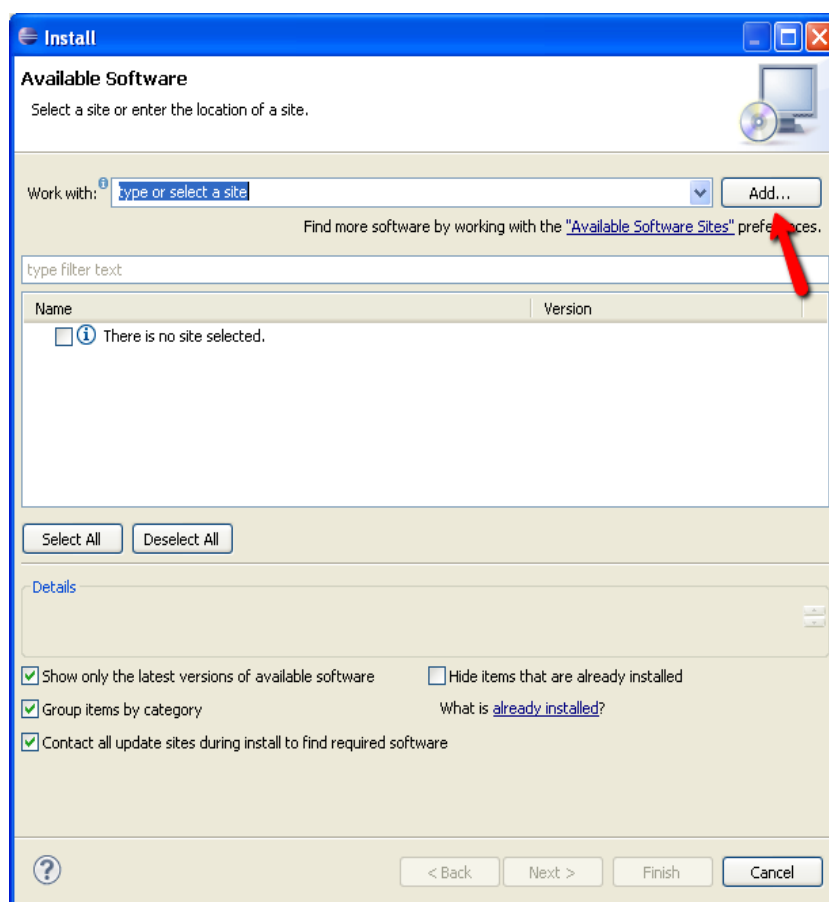 Install
Available Software
Select a site or enter the location of a site.
Work with: type or select a site Add...
Find more software by working with the "Available Software Sites" preferences.
type filter text
Name Version
There is no site selected.
Select All Deselect All
Details
Show only the latest versions of available software Hide items that are already installed
Group items by category What is already installed?
Contact all update sites during install to find required software
< Back Next > Finish Cancel